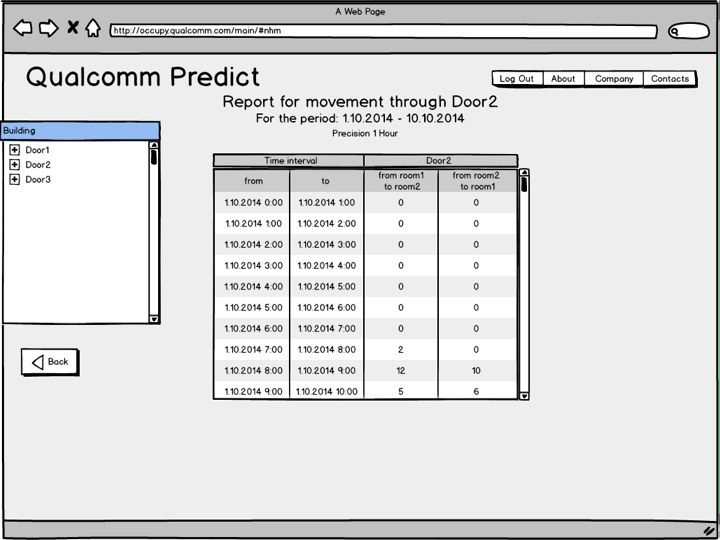 A Web Page
http://occupy.qualcomm.com/main/#nhm
Qualcomm Predict
Log Out About Company Contacts
Report for movement through Door2
For the period: 1.10.2014 - 10.10.2014
Precision 1 Hour
Building
Door1
Door2
Door3
Back
Time interval Door2
from to from room1 to room2 from room2 to room1
1.10.2014 0:00 1.10.2014 1:00 0 0
1.10.2014 1:00 1.10.2014 2:00 0 0
1.10.2014 2:00 1.10.2014 3:00 0 0
1.10.2014 3:00 1.10.2014 4:00 0 0
1.10.2014 4:00 1.10.2014 5:00 0 0
1.10.2014 5:00 1.10.2014 6:00 0 0
1.10.2014 6:00 1.10.2014 7:00 0 0
1.10.2014 7:00 1.10.2014 8:00 2 0
1.10.2014 8:00 1.10.2014 9:00 12 10
1.10.2014 9:00 1.10.2014 10:00 5 6